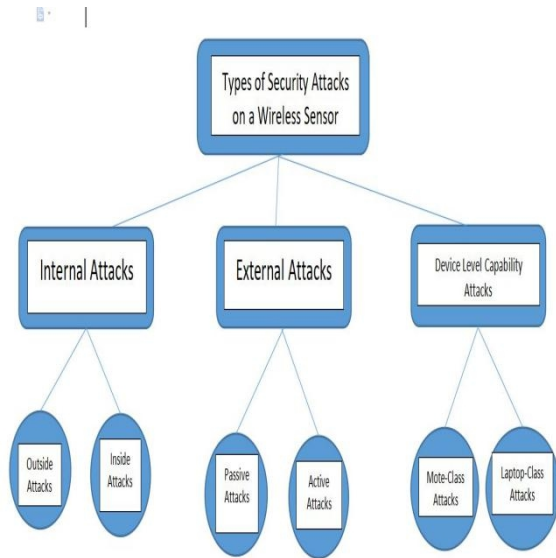 Types of Security Attacks
on a Wireless Sensor
Internal Attacks
External Attacks
Device Level Capability
Attacks
Outside
Attacks
Inside
Attacks
Passive
Attacks
Active
Attacks
Mote-Class
Attacks
Laptop-Class
Attacks